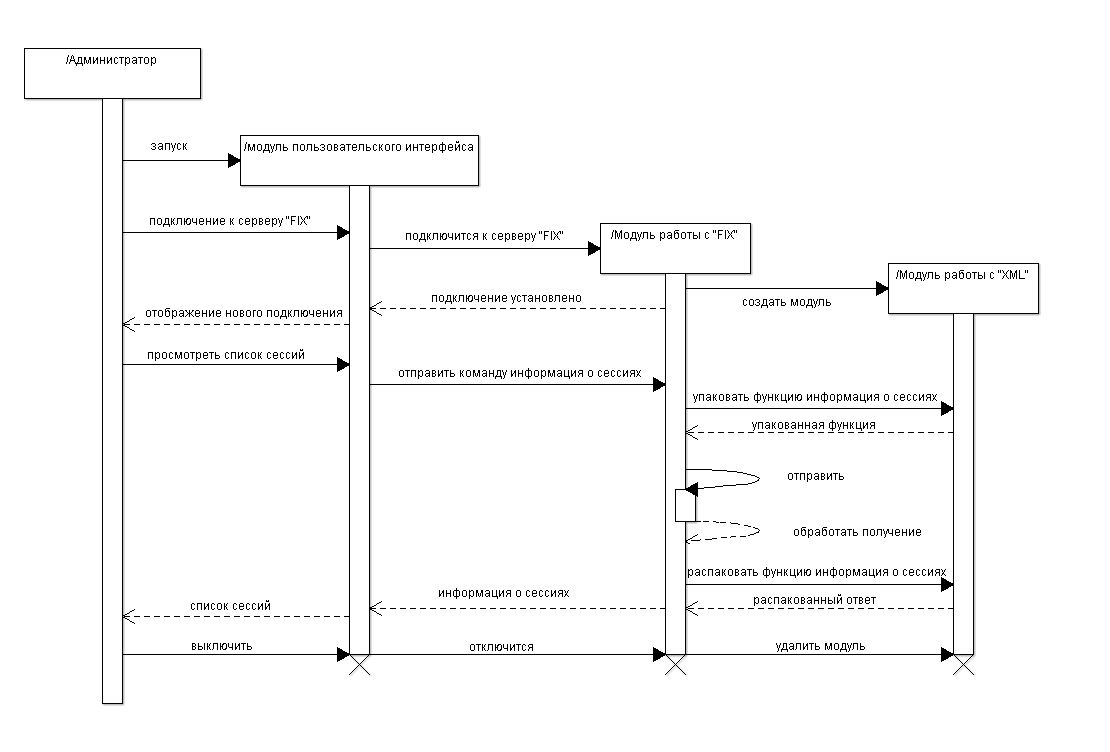 /Администратор
запуск
/модуль пользовательского интерфейса
подключение к серверу "FIX"
подключится к серверу "FIX"
/Модуль работы с "FIX"
/Модуль работы с "XML"
создать модуль
подключение установлено
отображение нового подключения
просмотреть список сессий
отправить команду информация о сессиях
упаковать функцию информация о сессиях
упакованная функция
отправить
обработать получение
распаковать функцию информация о сессиях
распакованный ответ
информация о сессиях
список сессий
выключить
отключится
удалить модуль